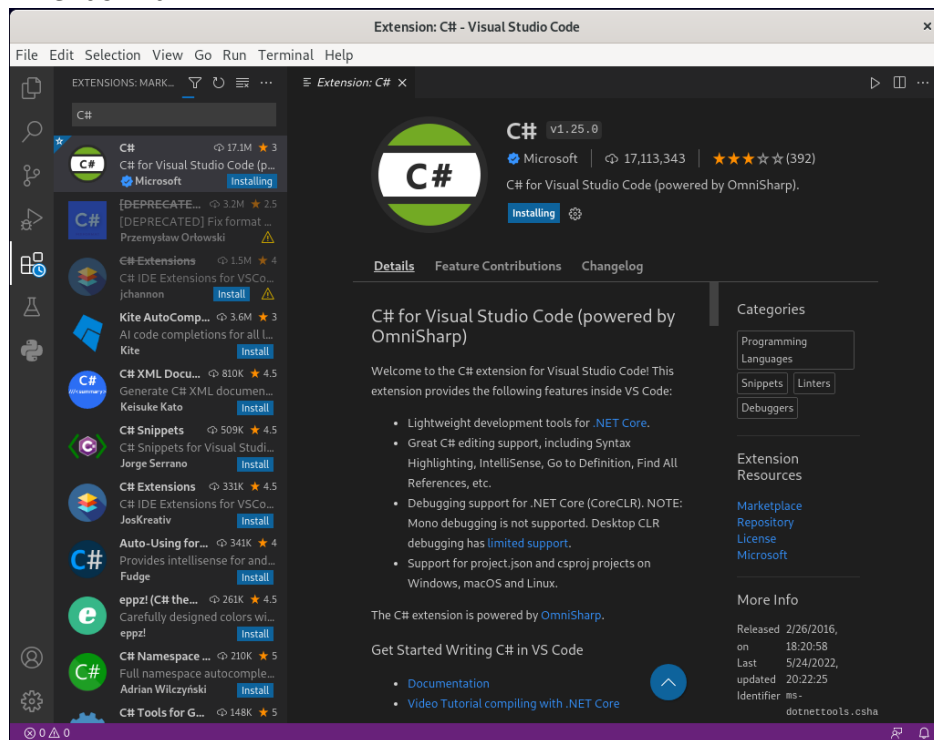 Extension: C# - Visual Studio Code
File Edit Selection View Go Run Terminal Help
EXTENSIONS: MARK...
C#
C# 17.1M ★ 3
C# for Visual Studio Code (p...
Microsoft Installing
[DEPRECATE... 3.2M ★ 2.5
[DEPRECATED] Fix format ...
Przemysław Orłowski
C# Extensions 1.5M ★ 4
C# IDE Extensions for VSCo...
jchannon Install
Kite AutoComp... 3.6M ★ 3
AI code completions for all l...
Kite Install
C# XML Docu... 810K ★ 4.5
Generate C# XML documen...
Keisuke Kato Install
C# Snippets 509K ★ 4.5
C# Snippets for Visual Studi...
Jorge Serrano Install
C# Extensions 331K ★ 4.5
C# IDE Extensions for VSCo...
JosKreativ Install
Auto-Using for... 341K ★ 4
Provides intellisense for and...
Fudge Install
eppz! (C# the... 261K ★ 4.5
Carefully designed colors wi...
eppz! Install
C# Namespace ... 210K ★ 5
Full namespace autocomple...
Adrian Wilczyński Install
C# Tools for G... 148K ★ 5
0 0
Extension: C#
C#
C# v1.25.0
Microsoft 17,113,343 ★★★☆☆ (392)
C# for Visual Studio Code (powered by OmniSharp).
Installing
Details Feature Contributions Changelog
C# for Visual Studio Code (powered by
OmniSharp)
Welcome to the C# extension for Visual Studio Code! This
extension provides the following features inside VS Code:
• Lightweight development tools for .NET Core.
• Great C# editing support, including Syntax
Highlighting, IntelliSense, Go to Definition, Find All
References, etc.
• Debugging support for .NET Core (CoreCLR). NOTE:
Mono debugging is not supported. Desktop CLR
debugging has limited support.
• Support for project.json and csproj projects on
Windows, macOS and Linux.
The C# extension is powered by OmniSharp.
Get Started Writing C# in VS Code
• Documentation
• Video Tutorial compiling with .NET Core
Categories
Programming
Languages
Snippets Linters
Debuggers
Extension
Resources
Marketplace
Repository
License
Microsoft
More Info
Released 2/26/2016,
on 18:20:58
Last 5/24/2022,
updated 20:22:25
Identifier ms-
dotnettools.csha